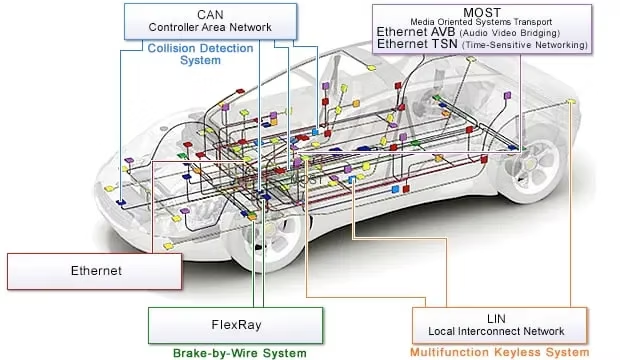 CAN
Controller Area Network
Collision Detection
System
MOST
Media Oriented Systems Transport
Ethernet AVB (Audio Video Bridging)
Ethernet TSN (Time-Sensitive Networking)
MOST
Ethernet
FlexRay
Brake-by-Wire System
LIN
Local Interconnect Network
Multifunction Keyless System